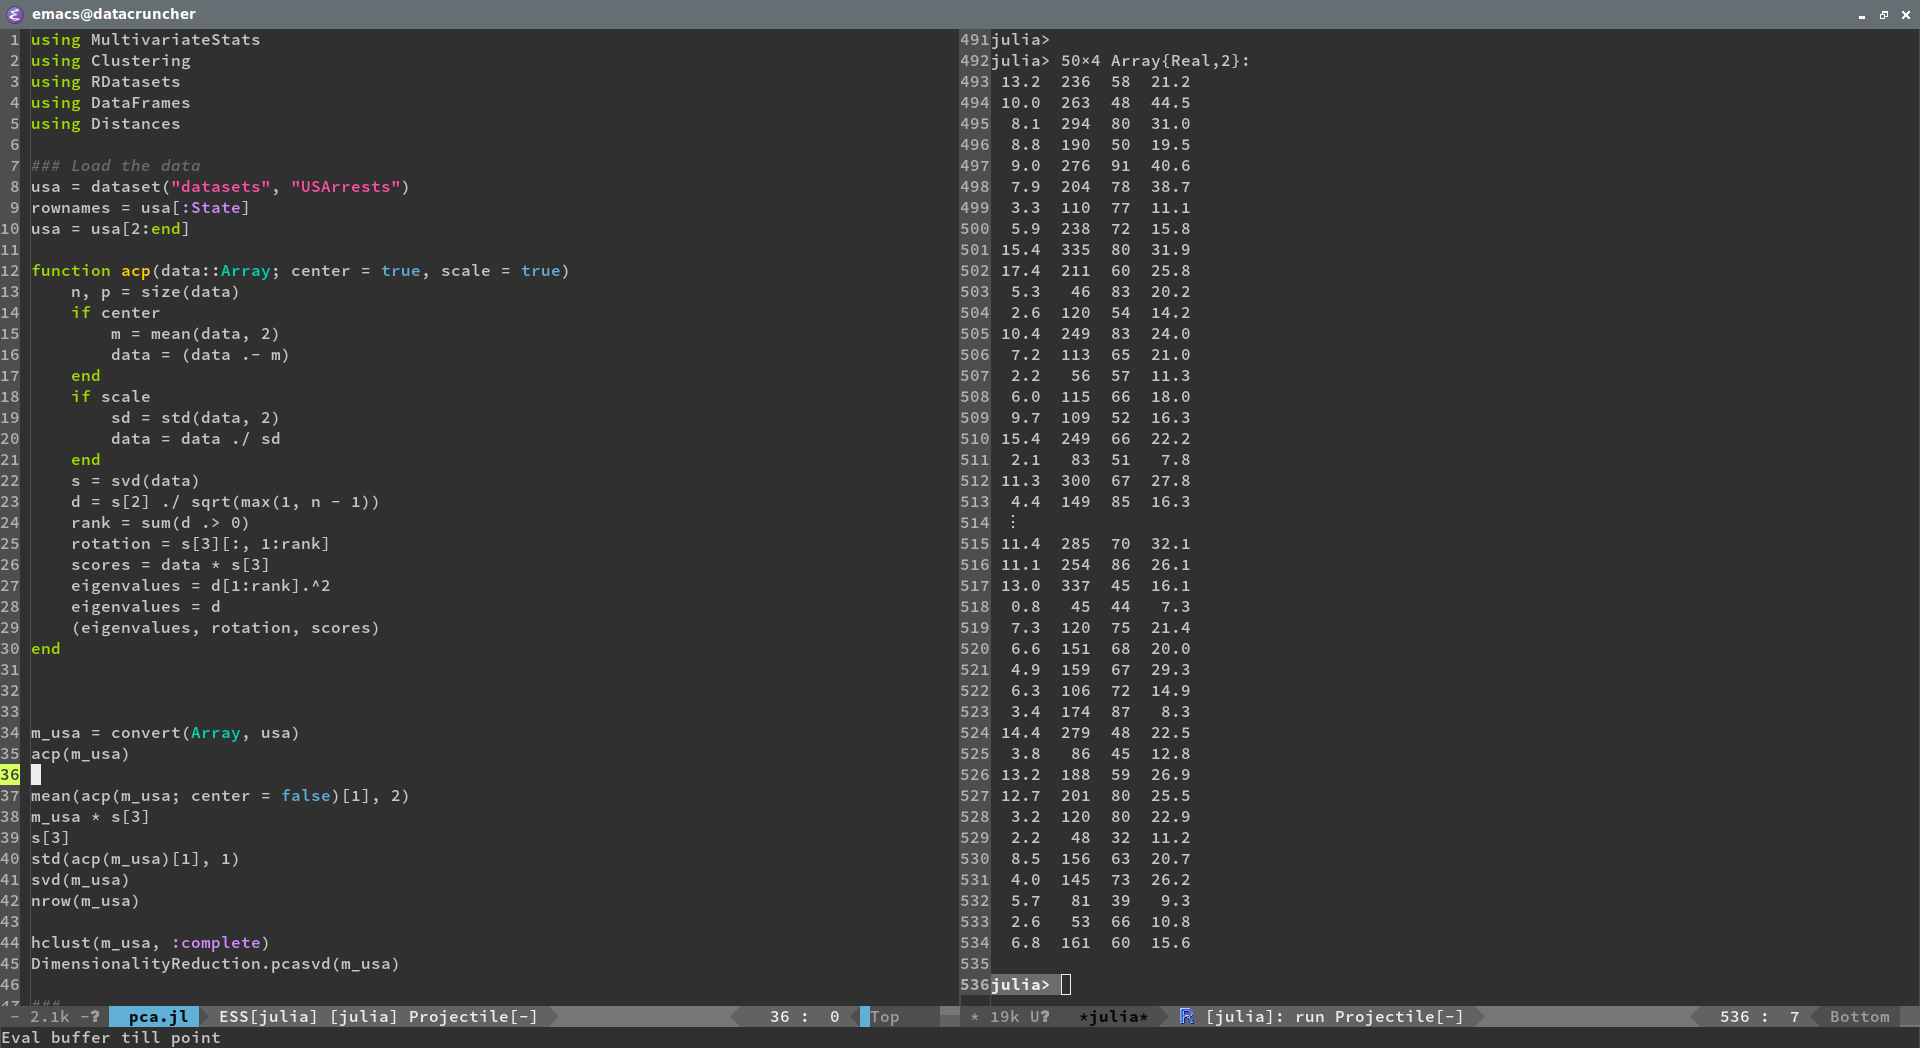 emacs@datacruncher
1 using MultivariateStats
2 using Clustering
3 using RDatasets
4 using DataFrames
5 using Distances
6
7 ### Load the data
8 usa = dataset("datasets", "USArrests")
9 rownames = usa[:State]
10 usa = usa[2:end]
11
12 function acp(data::Array; center = true, scale = true)
13     n, p = size(data)
14     if center
15         m = mean(data, 2)
16         data = (data .- m)
17     end
18     if scale
19         sd = std(data, 2)
20         data = data ./ sd
21     end
22     s = svd(data)
23     d = s[2] ./ sqrt(max(1, n - 1))
24     rank = sum(d .> 0)
25     rotation = s[3][:, 1:rank]
26     scores = data * s[3]
27     eigenvalues = d[1:rank].^2
28     eigenvalues = d
29     (eigenvalues, rotation, scores)
30 end
31
32
33
34 m_usa = convert(Array, usa)
35 acp(m_usa)
36
37 mean(acp(m_usa; center = false)[1], 2)
38 m_usa * s[3]
39 s[3]
40 std(acp(m_usa)[1], 1)
41 svd(m_usa)
42 nrow(m_usa)
43
44 hclust(m_usa, :complete)
45 DimensionalityReduction.pcasvd(m_usa)
46
47 ###
- 2.1k -? pca.jl ESS[julia] [julia] Projectile[-] 36 : 0 Top
491 julia>
492 julia> 50×4 Array{Real,2}:
493 13.2 236 58 21.2
494 10.0 263 48 44.5
495 8.1 294 80 31.0
496 8.8 190 50 19.5
497 9.0 276 91 40.6
498 7.9 204 78 38.7
499 3.3 110 77 11.1
500 5.9 238 72 15.8
501 15.4 335 80 31.9
502 17.4 211 60 25.8
503 5.3 46 83 20.2
504 2.6 120 54 14.2
505 10.4 249 83 24.0
506 7.2 113 65 21.0
507 2.2 56 57 11.3
508 6.0 115 66 18.0
509 9.7 109 52 16.3
510 15.4 249 66 22.2
511 2.1 83 51 7.8
512 11.3 300 67 27.8
513 4.4 149 85 16.3
514 ⋮
515 11.4 285 70 32.1
516 11.1 254 86 26.1
517 13.0 337 45 16.1
518 0.8 45 44 7.3
519 7.3 120 75 21.4
520 6.6 151 68 20.0
521 4.9 159 67 29.3
522 6.3 106 72 14.9
523 3.4 174 87 8.3
524 14.4 279 48 22.5
525 3.8 86 45 12.8
526 13.2 188 59 26.9
527 12.7 201 80 25.5
528 3.2 120 80 22.9
529 2.2 48 32 11.2
530 8.5 156 63 20.7
531 4.0 145 73 26.2
532 5.7 81 39 9.3
533 2.6 53 66 10.8
534 6.8 161 60 15.6
535
536 julia>
* 19k U? *julia* R [julia]: run Projectile[-] 536 : 7 Bottom
Eval buffer till point